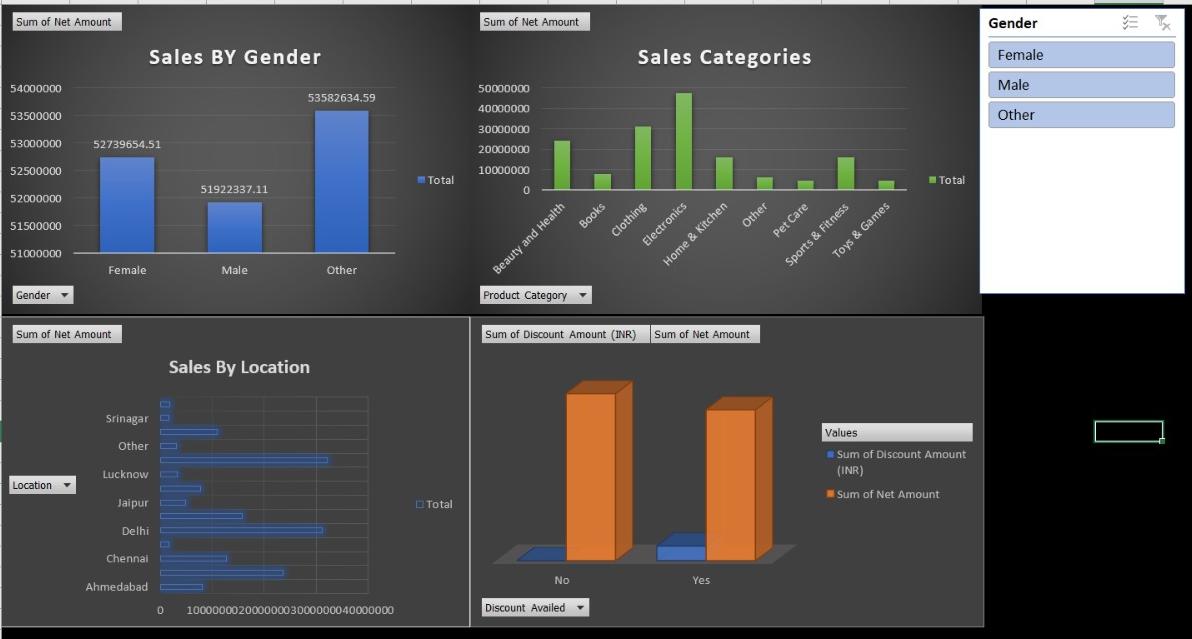 Sum of Net Amount
Sales BY Gender
54000000
53500000
53000000
52500000
52000000
51500000
51000000
52739654.51
51922337.11
53582634.59
Female
Male
Other
Total
Gender
Sum of Net Amount
Sales Categories
50000000
40000000
30000000
20000000
10000000
0
Beauty and Health
Books
Clothing
Electronics
Home & Kitchen
Other
Pet Care
Sports & Fitness
Toys & Games
Total
Product Category
Gender
Female
Male
Other
Sum of Net Amount
Sales By Location
Srinagar
Other
Lucknow
Jaipur
Delhi
Chennai
Ahmedabad
Location
0 10000000 20000000 30000000 40000000
Total
Sum of Discount Amount (INR) Sum of Net Amount
No
Yes
Values
Sum of Discount Amount
(INR)
Sum of Net Amount
Discount Availed